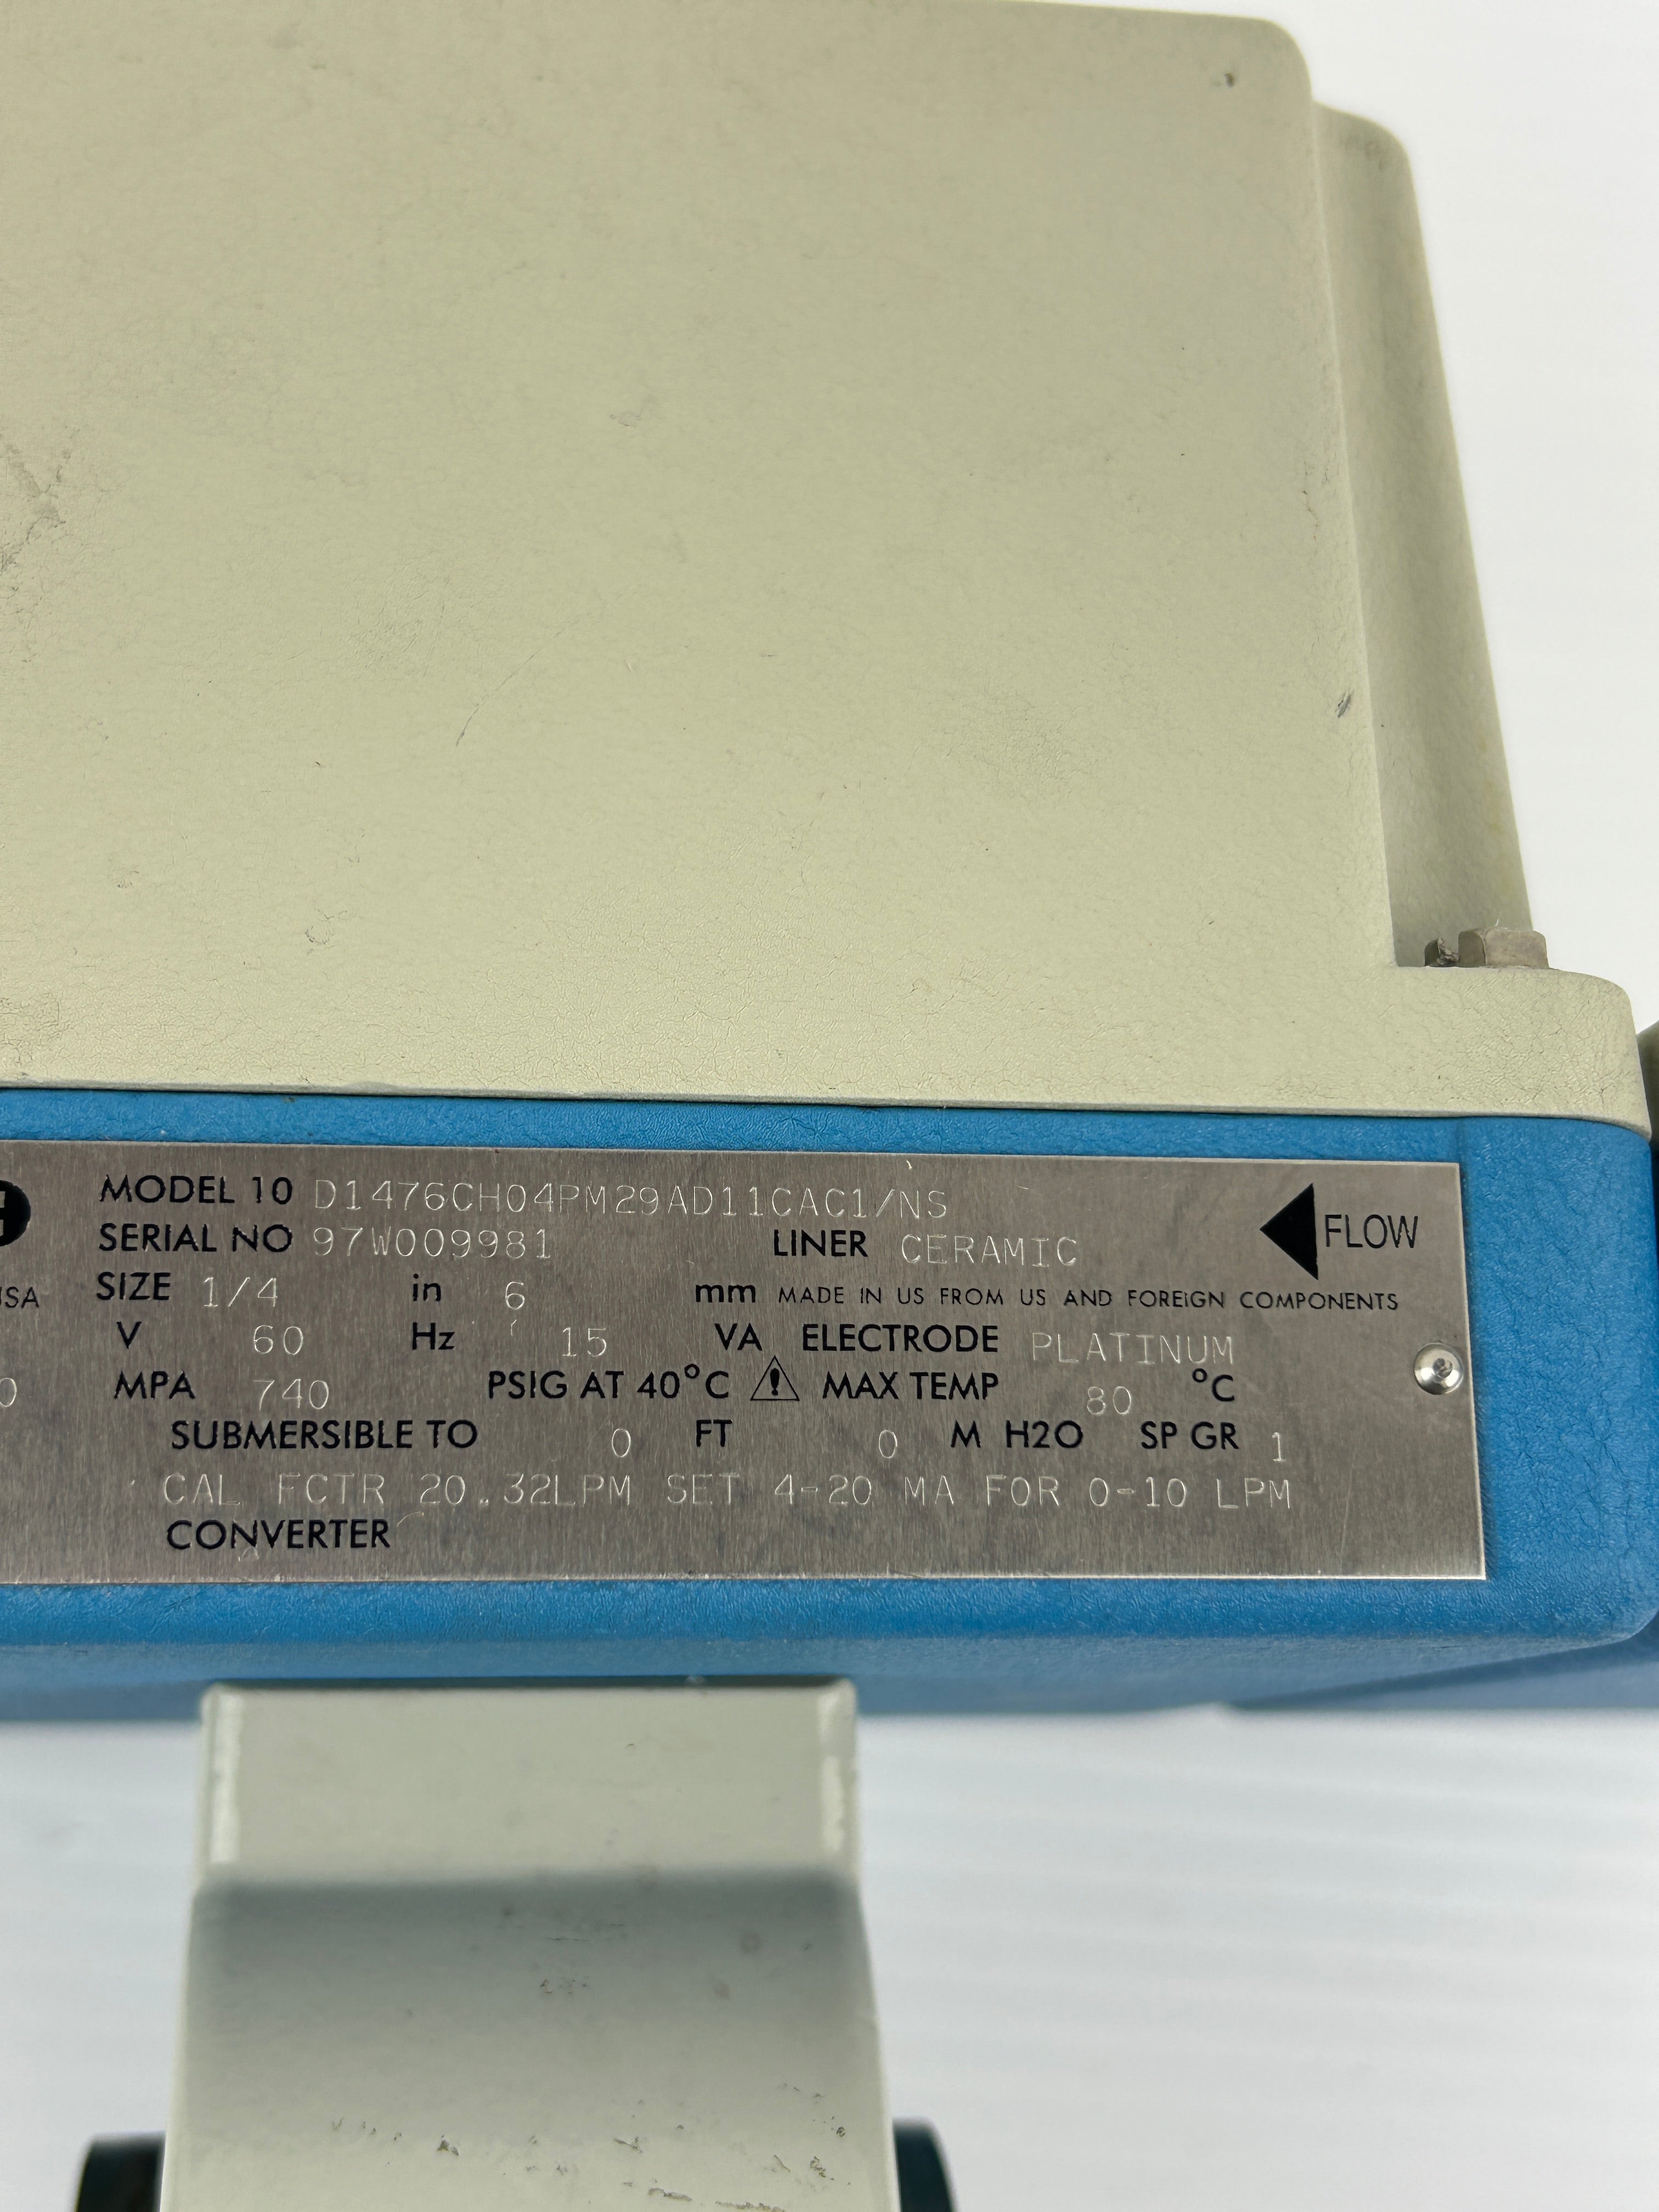 MODEL 10 D1476CH04PM29AD11CAC1/NS
SERIAL NO 97W009981 LINER CERAMIC
FLOW
SIZE 1/4 in 6 mm MADE IN US FROM US AND FOREIGN COMPONENTS
V 60 Hz 15 VA ELECTRODE PLATINUM
MPA 740 PSIG AT 40°C MAX TEMP 80 °C
SUBMERSIBLE TO 0 FT 0 M H2O SP GR 1
CAL FCTR 20.32LPM SET 4-20 MA FOR 0-10 LPM
CONVERTER